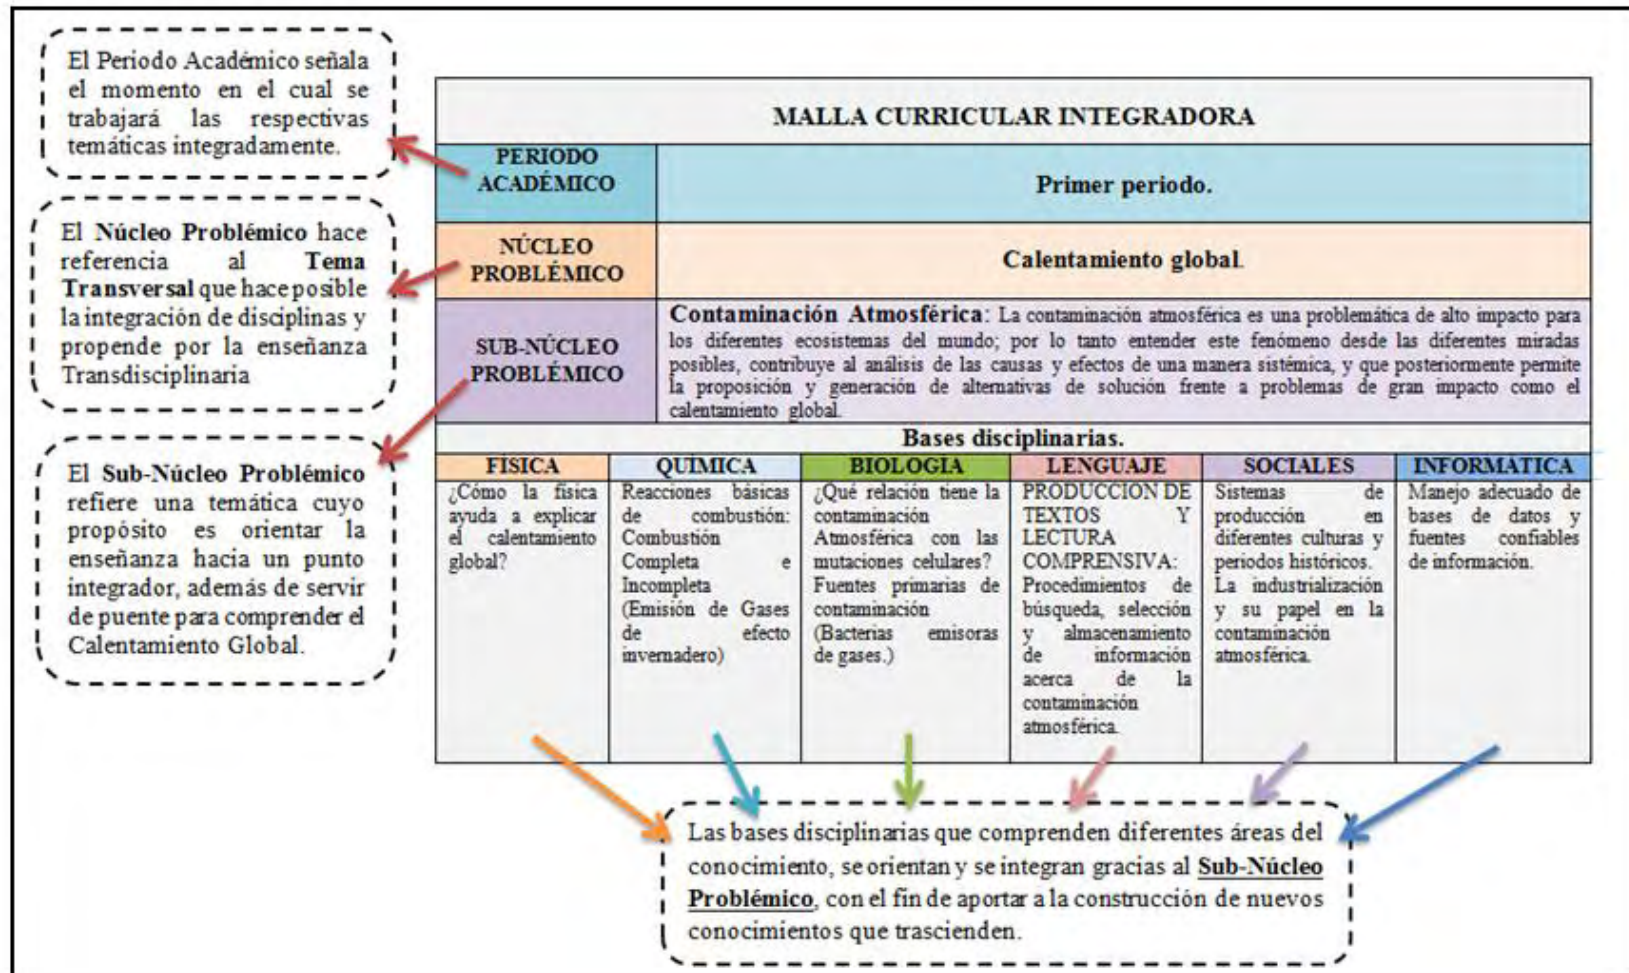 El Periodo Académico señala
el momento en el cual se
trabajará las respectivas
temáticas integradamente.
El Núcleo Problémico hace
referencia al Tema
Transversal que hace posible
la integración de disciplinas y
propende por la enseñanza
Transdisciplinaria
El Sub-Núcleo Problémico
refiere una temática cuyo
propósito es orientar la
enseñanza hacia un punto
integrador, además de servir
de puente para comprender el
Calentamiento Global.
MALLA CURRICULAR INTEGRADORA
PERIODO
ACADÉMICO
Primer periodo.
NÚCLEO
PROBLÉMICO
Calentamiento global.
SUB-NÚCLEO
PROBLÉMICO
Contaminación Atmosférica: La contaminación atmosférica es una problemática de alto impacto para
los diferentes ecosistemas del mundo; por lo tanto entender este fenómeno desde las diferentes miradas
posibles, contribuye al análisis de las causas y efectos de una manera sistémica, y que posteriormente permite
la proposición y generación de alternativas de solución frente a problemas de gran impacto como el
calentamiento global.
Bases disciplinarias.
FÍSICA
¿Cómo la física
ayuda a explicar
el calentamiento
global?
QUÍMICA
Reacciones básicas
de combustión:
Combustión
Completa e
Incompleta
(Emisión de Gases
de efecto
invernadero)
BIOLOGÍA
¿Qué relación tiene la
contaminación
Atmosférica con las
mutaciones celulares?
Fuentes primarias de
contaminación
(Bacterias emisoras
de gases.)
LENGUAJE
PRODUCCION DE
TEXTOS Y
LECTURA
COMPRENSIVA:
Procedimientos de
búsqueda, selección
y almacenamiento
de información
acerca de la
contaminación
atmosférica.
SOCIALES
Sistemas de
producción en
diferentes culturas y
periodos históricos.
La industrialización
y su papel en la
contaminación
atmosférica.
INFORMÁTICA
Manejo adecuado de
bases de datos y
fuentes confiables
de información.
Las bases disciplinarias que comprenden diferentes áreas del
conocimiento, se orientan y se integran gracias al Sub-Núcleo
Problémico, con el fin de aportar a la construcción de nuevos
conocimientos que trascienden.